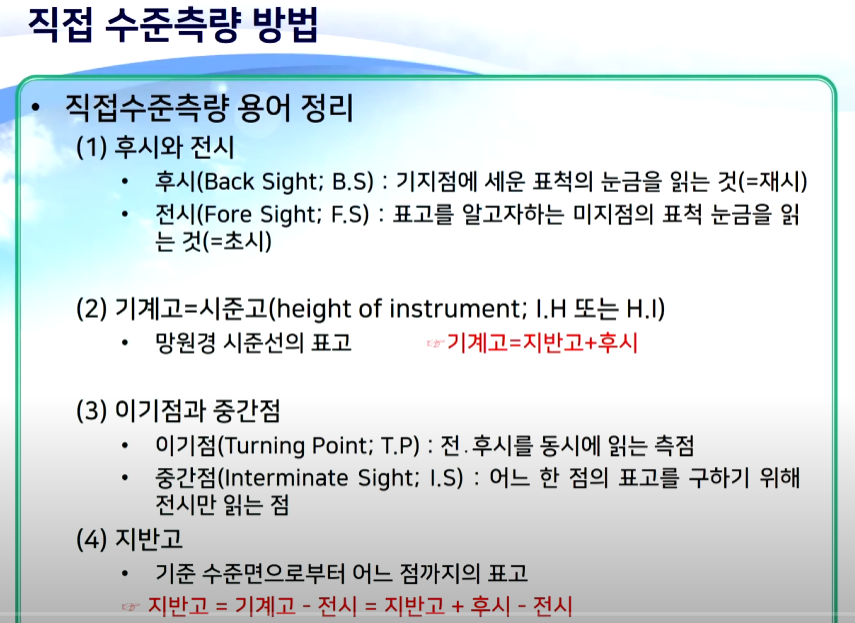 직접 수준측량 방법
• 직접수준측량 용어 정리
(1) 후시와 전시
• 후시(Back Sight; B.S) : 기지점에 세운 표척의 눈금을 읽는 것(=재시)
• 전시(Fore Sight; F.S) : 표고를 알고자하는 미지점의 표척 눈금을 읽
는 것(=초시)
(2) 기계고=시준고(height of instrument; I.H 또는 H.I)
• 망원경 시준선의 표고 ☞기계고=지반고+후시
(3) 이기점과 중간점
• 이기점(Turning Point; T.P) : 전․후시를 동시에 읽는 측점
• 중간점(Interminate Sight; I.S) : 어느 한 점의 표고를 구하기 위해
전시만 읽는 점
(4) 지반고
• 기준 수준면으로부터 어느 점까지의 표고
☞ 지반고 = 기계고 - 전시 = 지반고 + 후시 - 전시